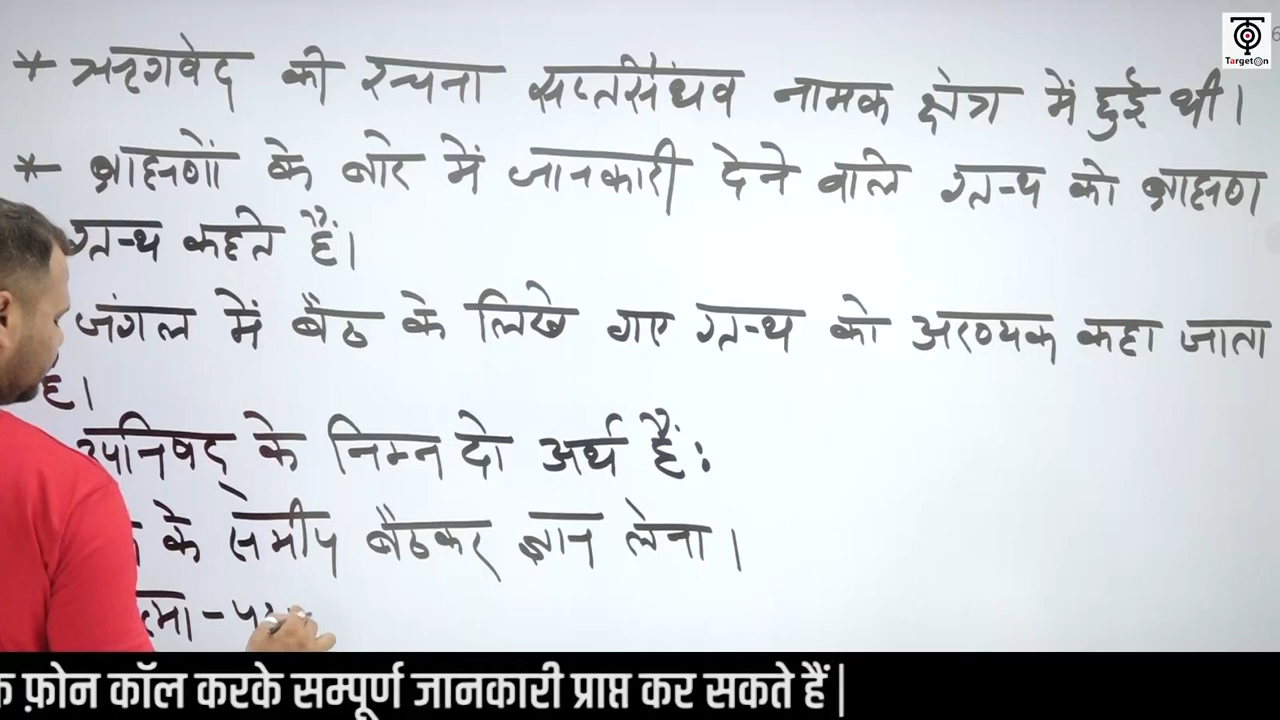 Target n
* ऋगवेद की रचना सप्तसैंधव नामक क्षेत्र में हुई थी।
* ब्राह्मणों के बारे में जानकारी देने वाले ग्रन्थ को ब्राह्मण
ग्रन्थ कहते हैं।
जंगल में बैठ के लिखे गए ग्रन्थ को अरण्यक कहा जाता
है।
उपनिषद् के निम्न दो अर्थ हैं:
के समीप बैठकर ज्ञान लेना।
फ़ोन कॉल करके सम्पूर्ण जानकारी प्राप्त कर सकते हैं|